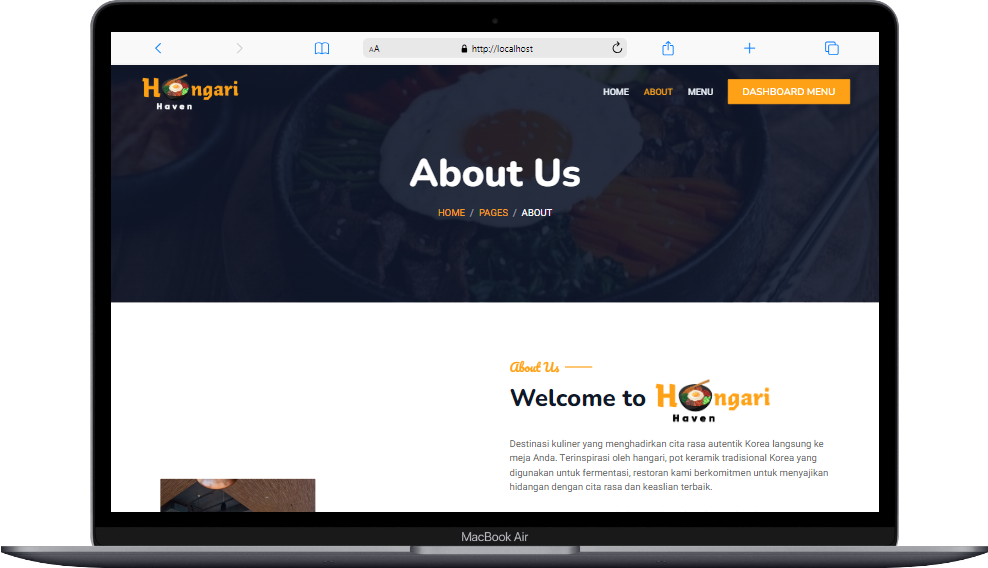 AA http://localhost
Hongari
Haven
HOME ABOUT MENU DASHBOARD MENU
About Us
HOME / PAGES / ABOUT
About Us
Welcome to Hongari
Haven
Destinasi kuliner yang menghadirkan cita rasa autentik Korea langsung ke
meja Anda. Terinspirasi oleh hangari, pot keramik tradisional Korea yang
digunakan untuk fermentasi, restoran kami berkomitmen untuk menyajikan
hidangan dengan cita rasa dan keaslian terbaik.
MacBook Air